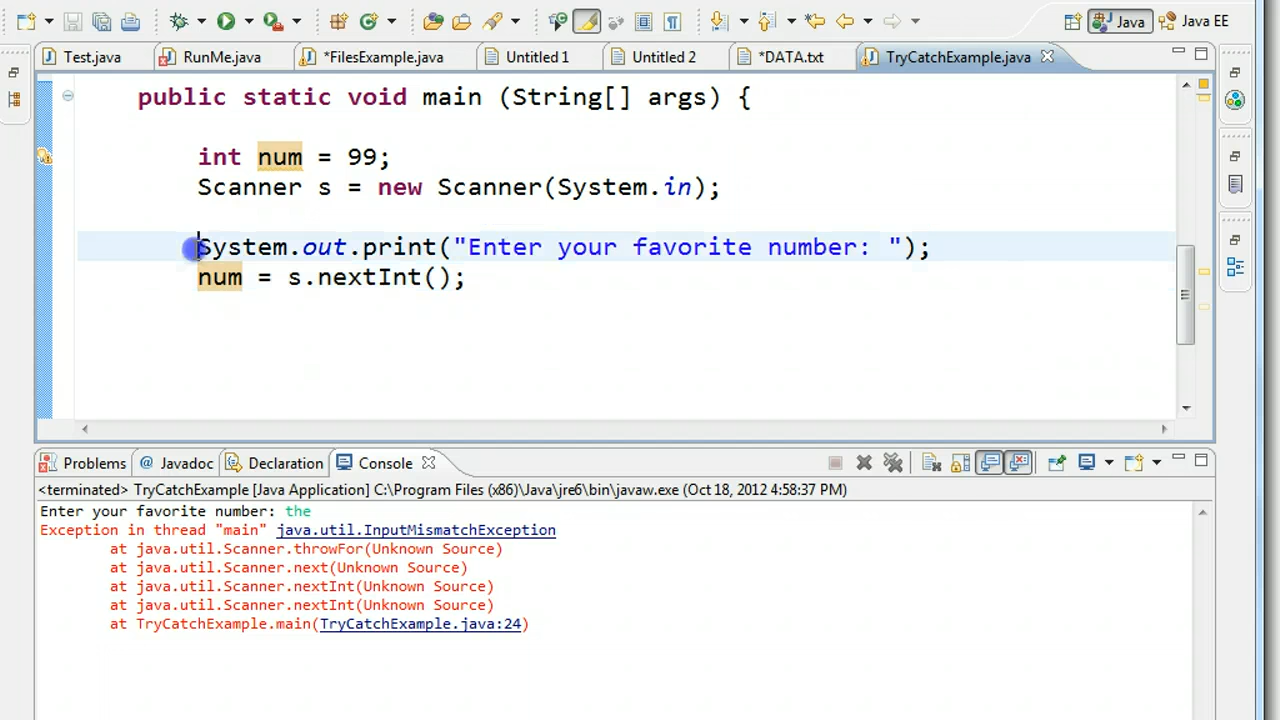 Java
Java EE
Test.java
RunMe.java
*FilesExample.java
Untitled 1
Untitled 2
*DATA.txt
TryCatchExample.java
public static void main (String[] args) {
int num = 99;
Scanner s = new Scanner(System.in);
System.out.print("Enter your favorite number: ");
num = s.nextInt();
Problems
@ Javadoc
Declaration
Console
<terminated> TryCatchExample [Java Application] C:\Program Files (x86)\Java\jre6\bin\javaw.exe (Oct 18, 2012 4:58:37 PM)
Enter your favorite number: the
Exception in thread "main" java.util.InputMismatchException
at java.util.Scanner.throwFor(Unknown Source)
at java.util.Scanner.next(Unknown Source)
at java.util.Scanner.nextInt(Unknown Source)
at java.util.Scanner.nextInt(Unknown Source)
at TryCatchExample.main(TryCatchExample.java:24)